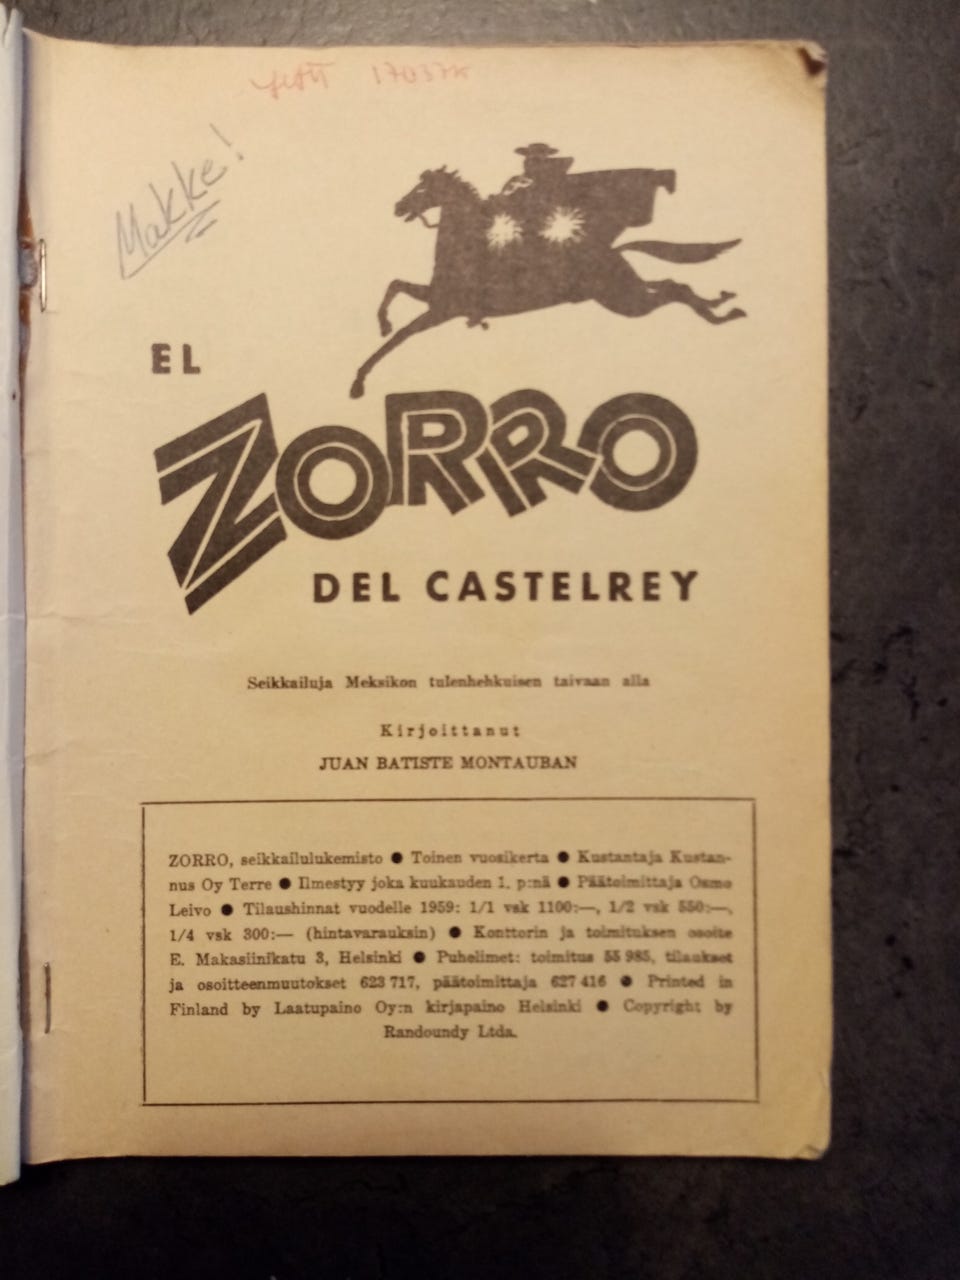 Makke!
EL
ZORRO
DEL CASTELREY
Seikkailuja Meksikon tulenhehkuisen taivaan alla
Kirjoittanut
JUAN BATISTE MONTAUBAN
ZORRO, seikkailulukemisto ● Toinen vuosikerta ● Kustantaja Kustan-
nus Oy Terre ● Ilmestyy joka kuukauden 1. p:nä ● Päätoimittaja Osmo
Leivo ● Tilaushinnat vuodelle 1959: 1/1 vsk 1100:—, 1/2 vsk 550:—,
1/4 vsk 300:— (hintavarauksin) ● Konttorin ja toimituksen osoite
E. Makasiinikatu 3, Helsinki ● Puhelimet: toimitus 55 985, tilaukset
ja osoitteenmuutokset 623 717, päätoimittaja 627 416 ● Printed in
Finland by Laatupaino Oy:n kirjapaino Helsinki ● Copyright by
Randoundy Ltda.